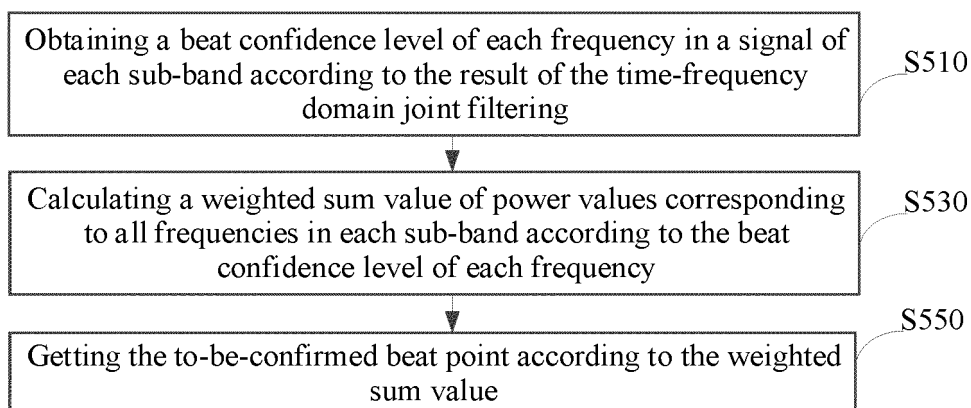 Obtaining a beat confidence level of each frequency in a signal of
each sub-band according to the result of the time-frequency
domain joint filtering
S510
Calculating a weighted sum value of power values corresponding
to all frequencies in each sub-band according to the beat
confidence level of each frequency
S530
Getting the to-be-confirmed beat point according to the weighted
sum value
S550